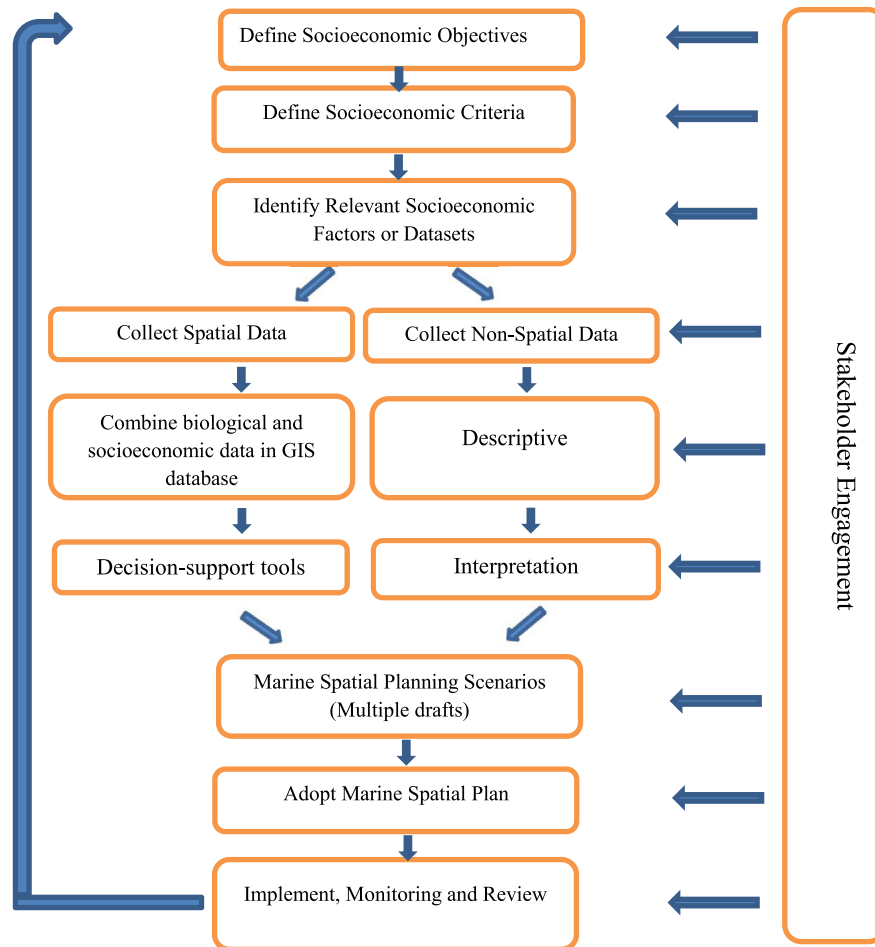 Define Socioeconomic Objectives
Define Socioeconomic Criteria
Identify Relevant Socioeconomic
Factors or Datasets
Collect Spatial Data
Collect Non-Spatial Data
Combine biological and
socioeconomic data in GIS
database
Descriptive
Decision-support tools
Interpretation
Marine Spatial Planning Scenarios
(Multiple drafts)
Adopt Marine Spatial Plan
Implement, Monitoring and Review
Stakeholder Engagement